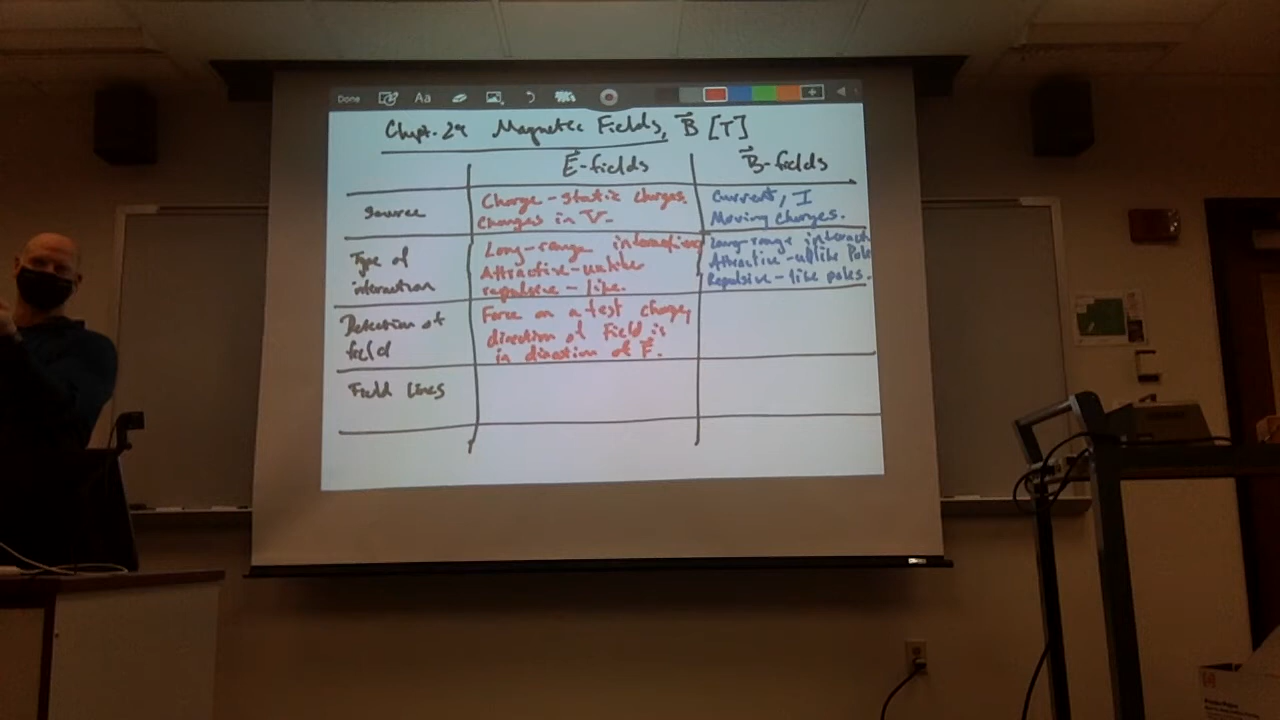 Done Aa
Chpt. 29 Magnetic Fields, B⃗ [T]
E⃗-fields B⃗-fields
Source
Charge - static charges.
Changes in V.
Current, I
Moving Charges.
Type of
interaction
Long-range interaction
Attractive - unlike
repulsive - like.
Long-range interact
Attractive - unlike Pole
Repulsive - like poles.
Detection of
field
Force on a test charge,
direction of Field is
in direction of F⃗.
Field Lines